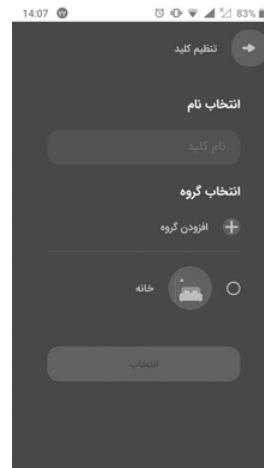 14:07 83%
تنظیم کلید
انتخاب نام
نام کلید
انتخاب گروه
افزودن گروه
خانه
انتخاب